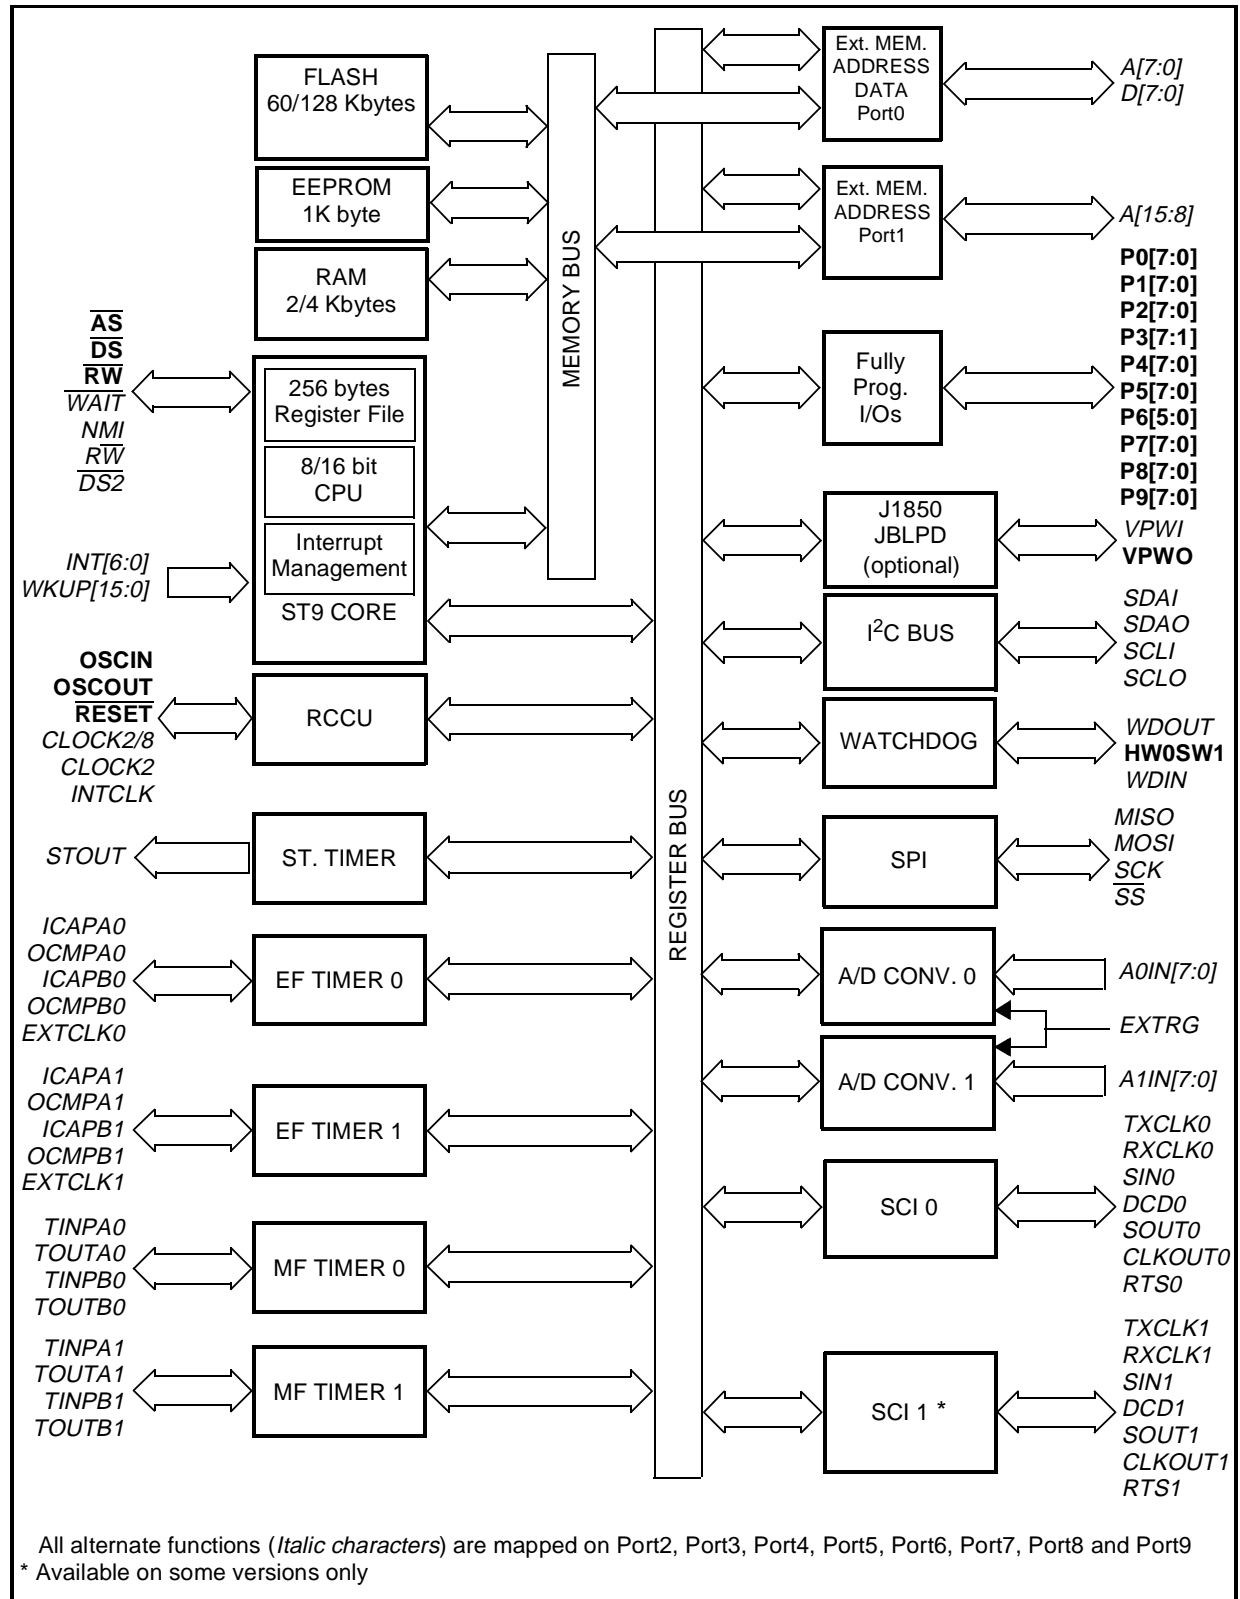 FLASH
60/128 Kbytes
EEPROM
1K byte
RAM
2/4 Kbytes
AS
DS
RW
WAIT
NMI
RW
DS2
256 bytes
Register File
8/16 bit
CPU
Interrupt
Management
ST9 CORE
INT[6:0]
WKUP[15:0]
OSCIN
OSCOUT
RESET
CLOCK2/8
CLOCK2
INTCLK
RCCU
STOUT
ST. TIMER
ICAPA0
OCMPA0
ICAPB0
OCMPB0
EXTCLK0
EF TIMER 0
ICAPA1
OCMPA1
ICAPB1
OCMPB1
EXTCLK1
EF TIMER 1
TINPA0
TOUTA0
TINPB0
TOUTB0
MF TIMER 0
TINPA1
TOUTA1
TINPB1
TOUTB1
MF TIMER 1
MEMORY BUS
REGISTER BUS
Ext. MEM.
ADDRESS
DATA
Port0
A[7:0]
D[7:0]
Ext. MEM.
ADDRESS
Port1
A[15:8]
Fully
Prog.
I/Os
P0[7:0]
P1[7:0]
P2[7:0]
P3[7:1]
P4[7:0]
P5[7:0]
P6[5:0]
P7[7:0]
P8[7:0]
P9[7:0]
J1850
JBLPD
(optional)
VPWI
VPWO
I²C BUS
SDAI
SDAO
SCLI
SCLO
WATCHDOG
WDOUT
HW0SW1
WDIN
SPI
MISO
MOSI
SCK
SS
A/D CONV. 0
A0IN[7:0]
EXTRG
A/D CONV. 1
A1IN[7:0]
SCI 0
TXCLK0
RXCLK0
SIN0
DCD0
SOUT0
CLKOUT0
RTS0
SCI 1 *
TXCLK1
RXCLK1
SIN1
DCD1
SOUT1
CLKOUT1
RTS1
All alternate functions (Italic characters) are mapped on Port2, Port3, Port4, Port5, Port6, Port7, Port8 and Port9
* Available on some versions only